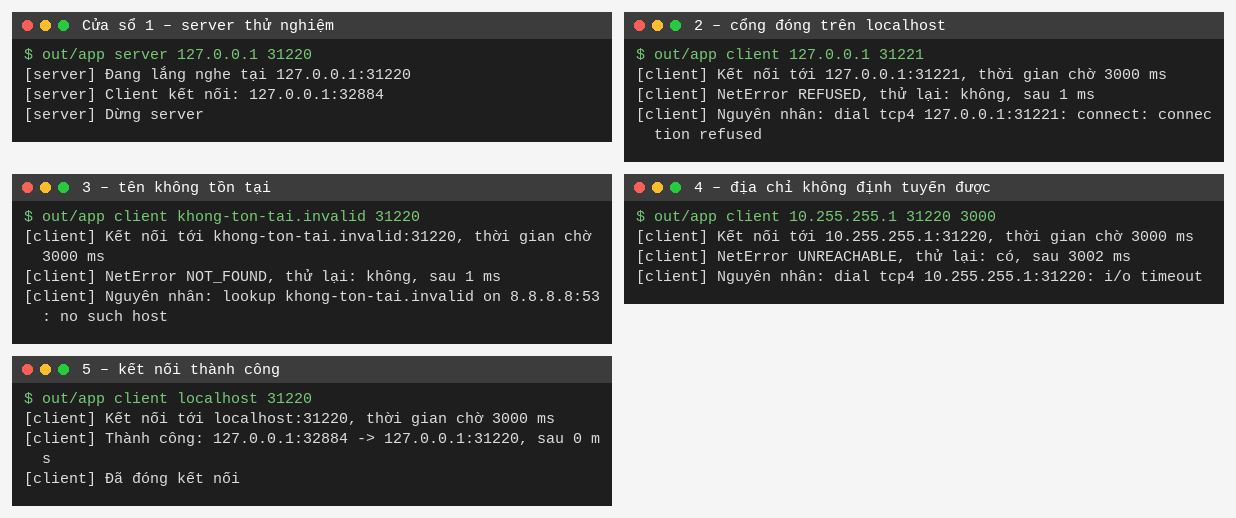 Cửa sổ 1 – server thử nghiệm
$ out/app server 127.0.0.1 31220
[server] Đang lắng nghe tại 127.0.0.1:31220
[server] Client kết nối: 127.0.0.1:32884
[server] Dừng server
2 – cổng đóng trên localhost
$ out/app client 127.0.0.1 31221
[client] Kết nối tới 127.0.0.1:31221, thời gian chờ 3000 ms
[client] NetError REFUSED, thử lại: không, sau 1 ms
[client] Nguyên nhân: dial tcp4 127.0.0.1:31221: connect: connec
tion refused
3 – tên không tồn tại
$ out/app client khong-ton-tai.invalid 31220
[client] Kết nối tới khong-ton-tai.invalid:31220, thời gian chờ
3000 ms
[client] NetError NOT_FOUND, thử lại: không, sau 1 ms
[client] Nguyên nhân: lookup khong-ton-tai.invalid on 8.8.8.8:53
: no such host
4 – địa chỉ không định tuyến được
$ out/app client 10.255.255.1 31220 3000
[client] Kết nối tới 10.255.255.1:31220, thời gian chờ 3000 ms
[client] NetError UNREACHABLE, thử lại: có, sau 3002 ms
[client] Nguyên nhân: dial tcp4 10.255.255.1:31220: i/o timeout
5 – kết nối thành công
$ out/app client localhost 31220
[client] Kết nối tới localhost:31220, thời gian chờ 3000 ms
[client] Thành công: 127.0.0.1:32884 -> 127.0.0.1:31220, sau 0 m
s
[client] Đã đóng kết nối